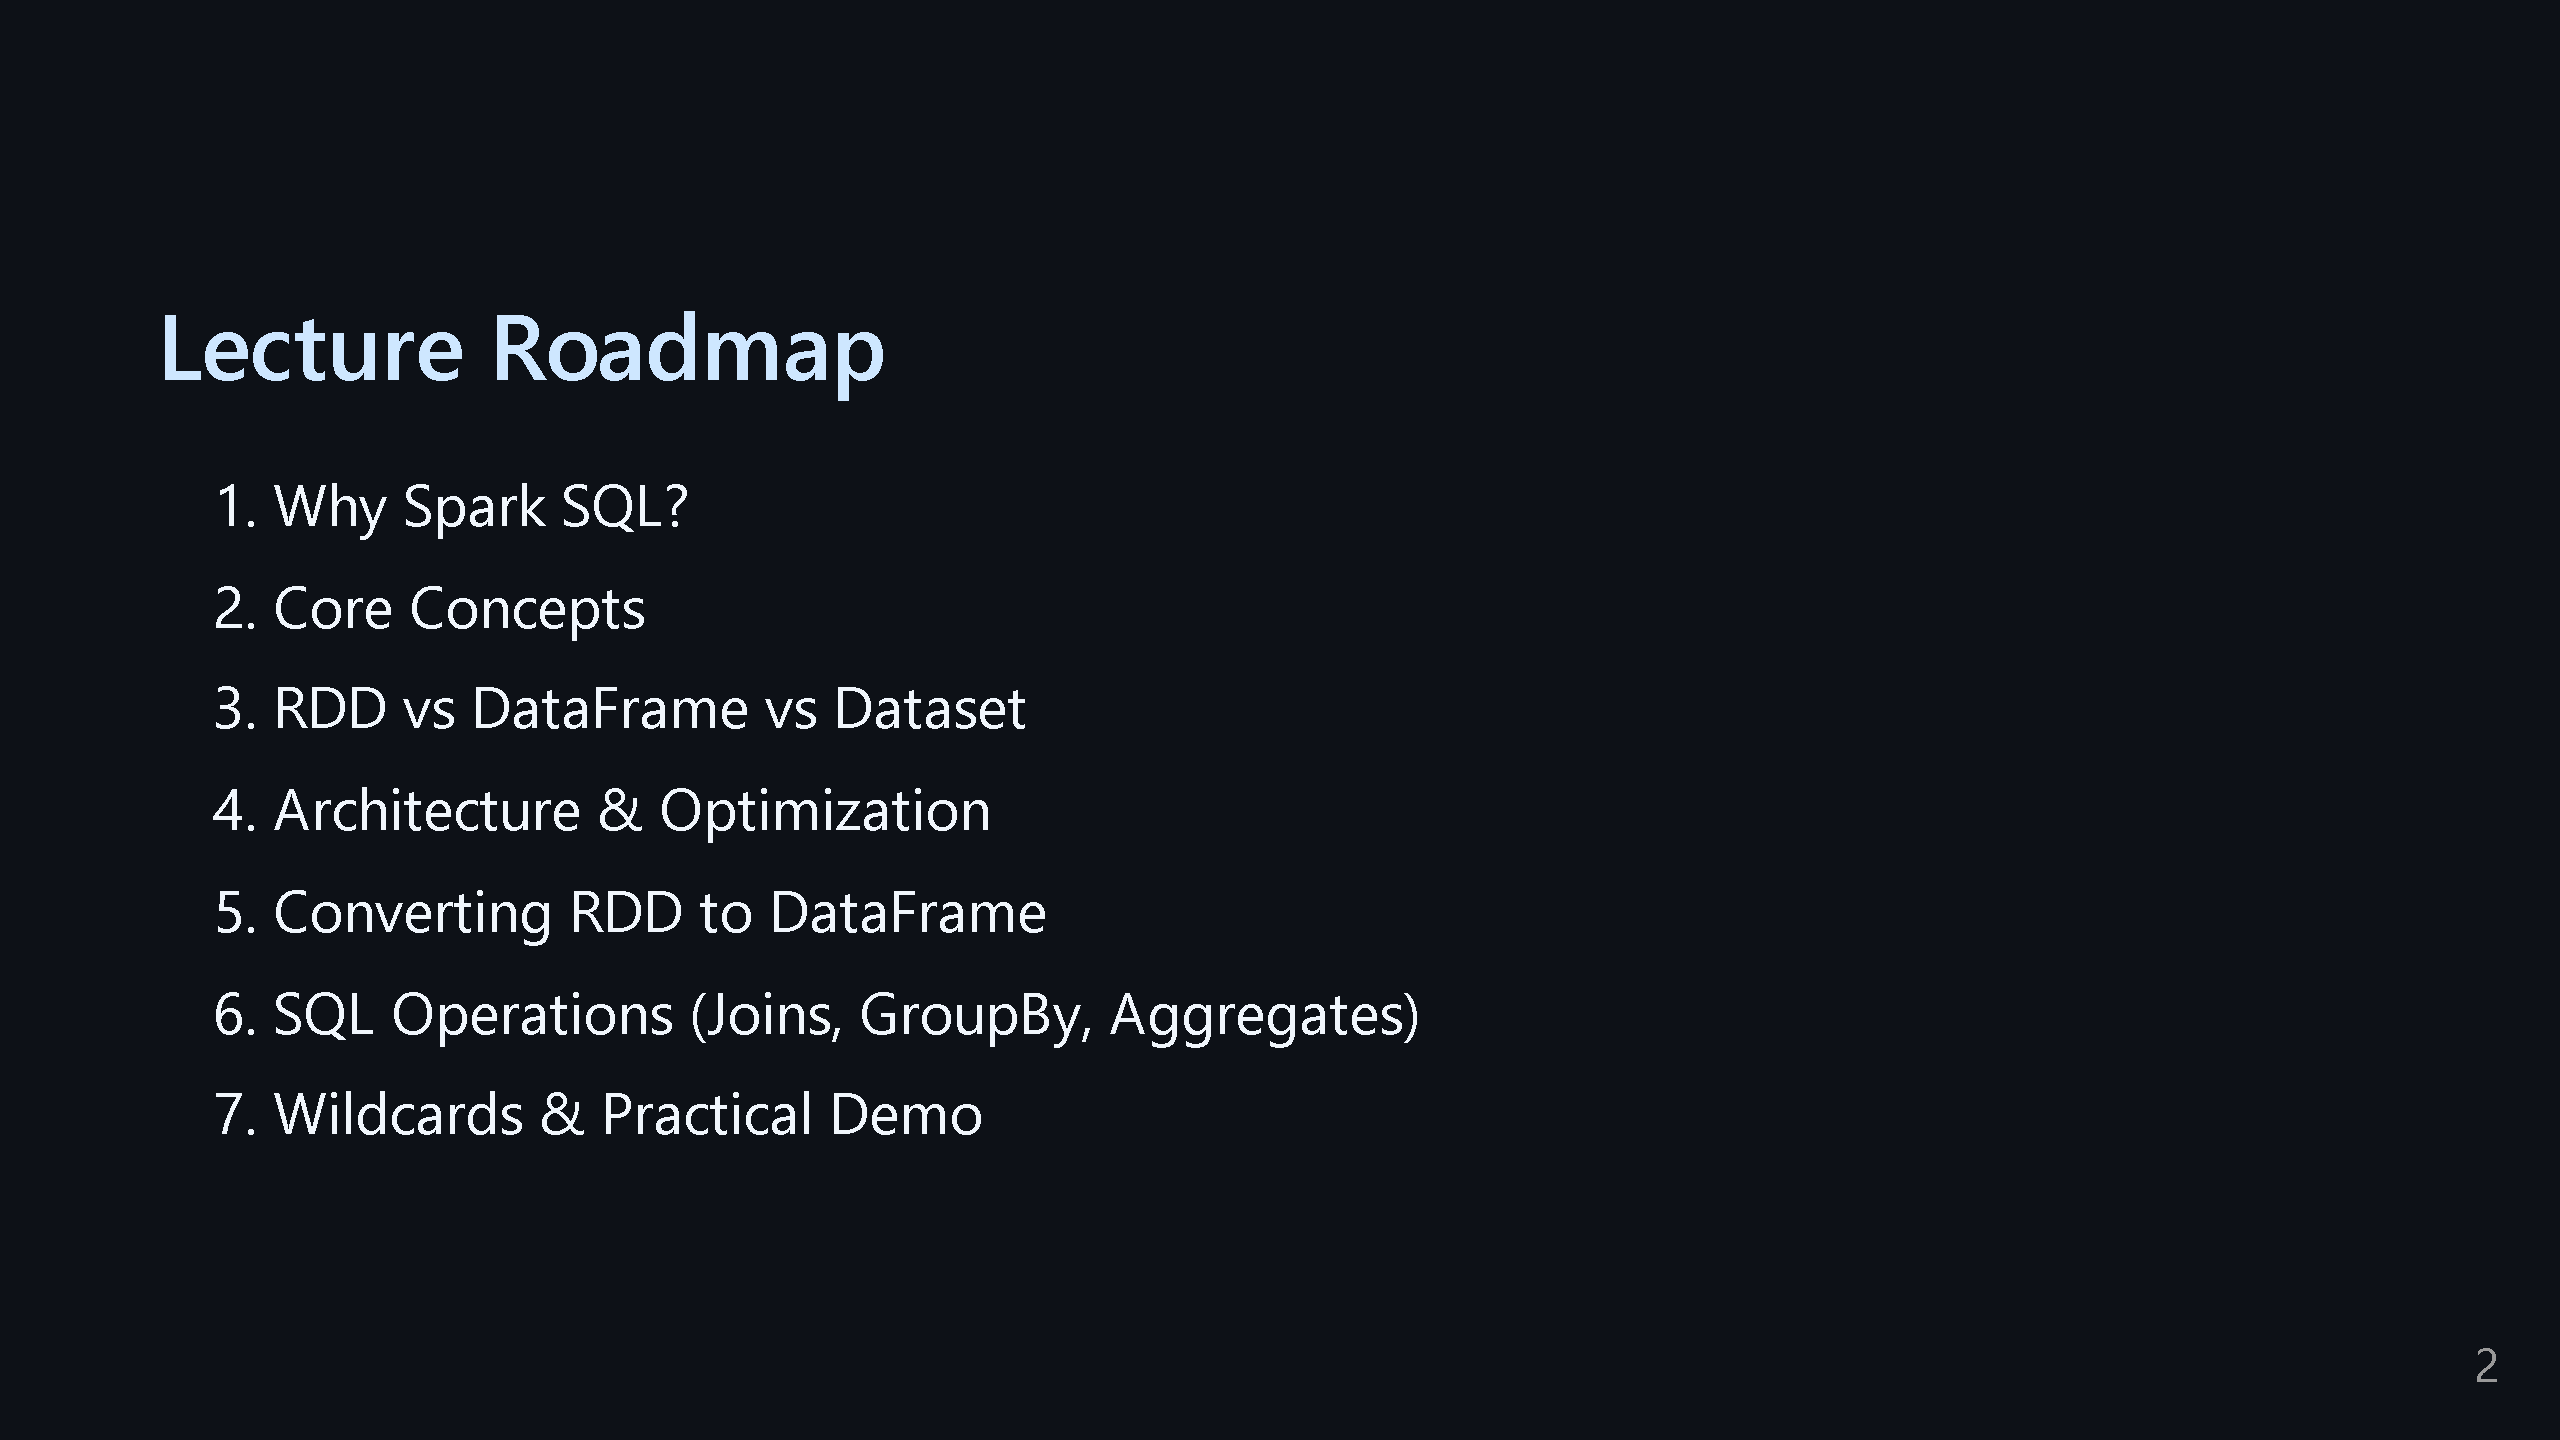 Lecture Roadmap
1. Why Spark SQL?
2. Core Concepts
3. RDD vs DataFrame vs Dataset
4. Architecture & Optimization
5. Converting RDD to DataFrame
6. SQL Operations (Joins, GroupBy, Aggregates)
7. Wildcards & Practical Demo
2